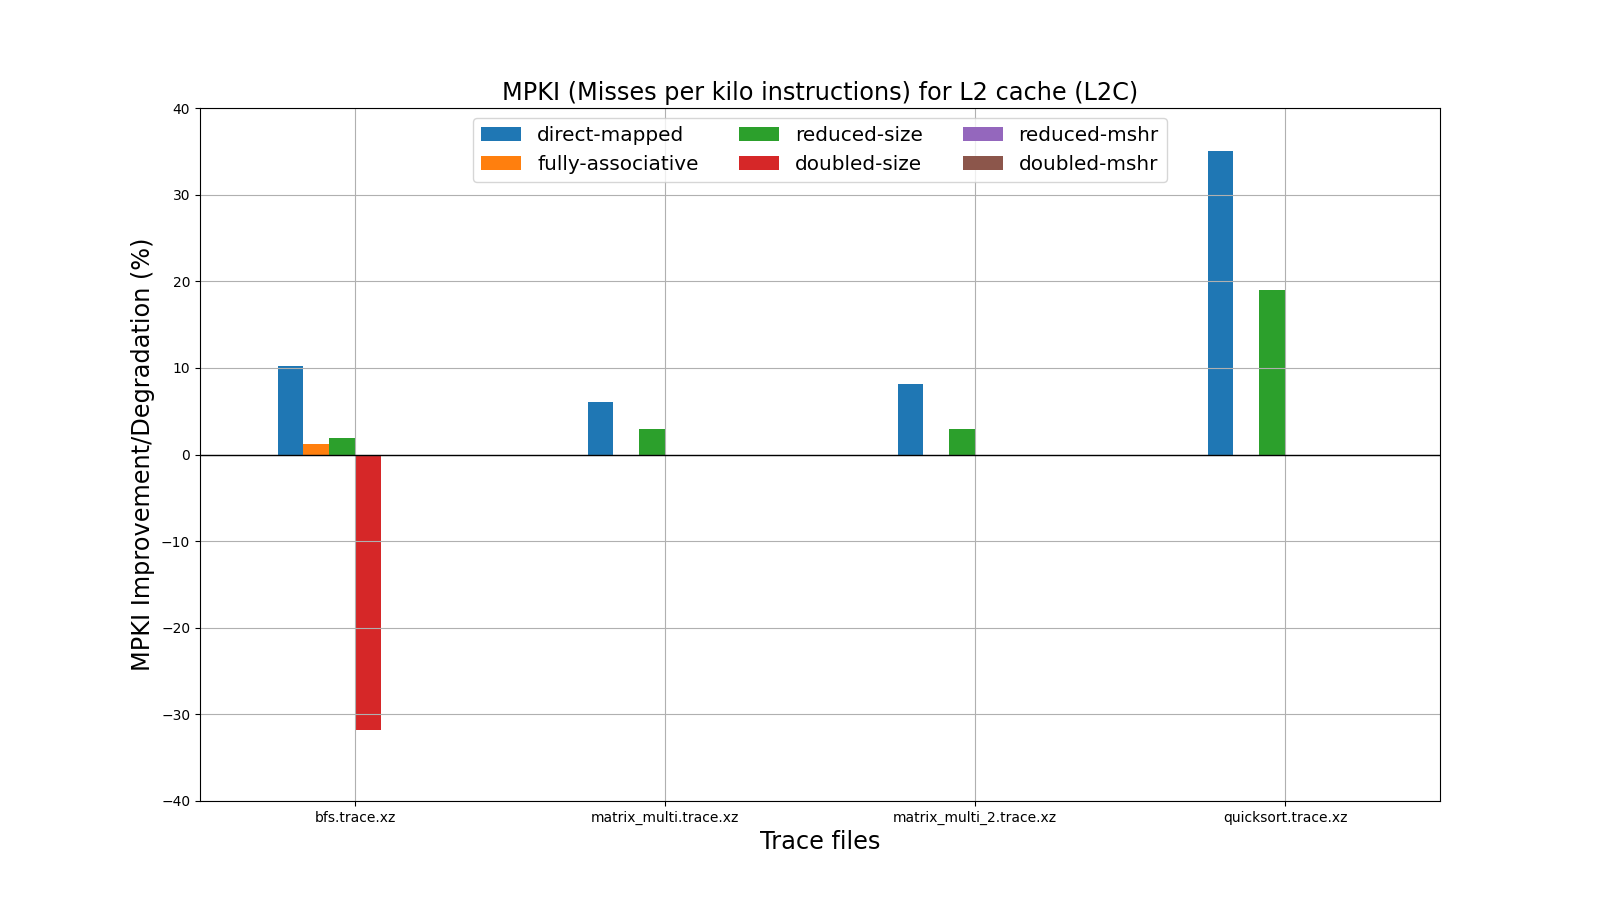 MPKI (Misses per kilo instructions) for L2 cache (L2C)
direct-mapped
fully-associative
reduced-size
doubled-size
reduced-mshr
doubled-mshr
MPKI Improvement/Degradation (%)
40
30
20
10
0
−10
−20
−30
−40
bfs.trace.xz
matrix_multi.trace.xz
matrix_multi_2.trace.xz
quicksort.trace.xz
Trace files